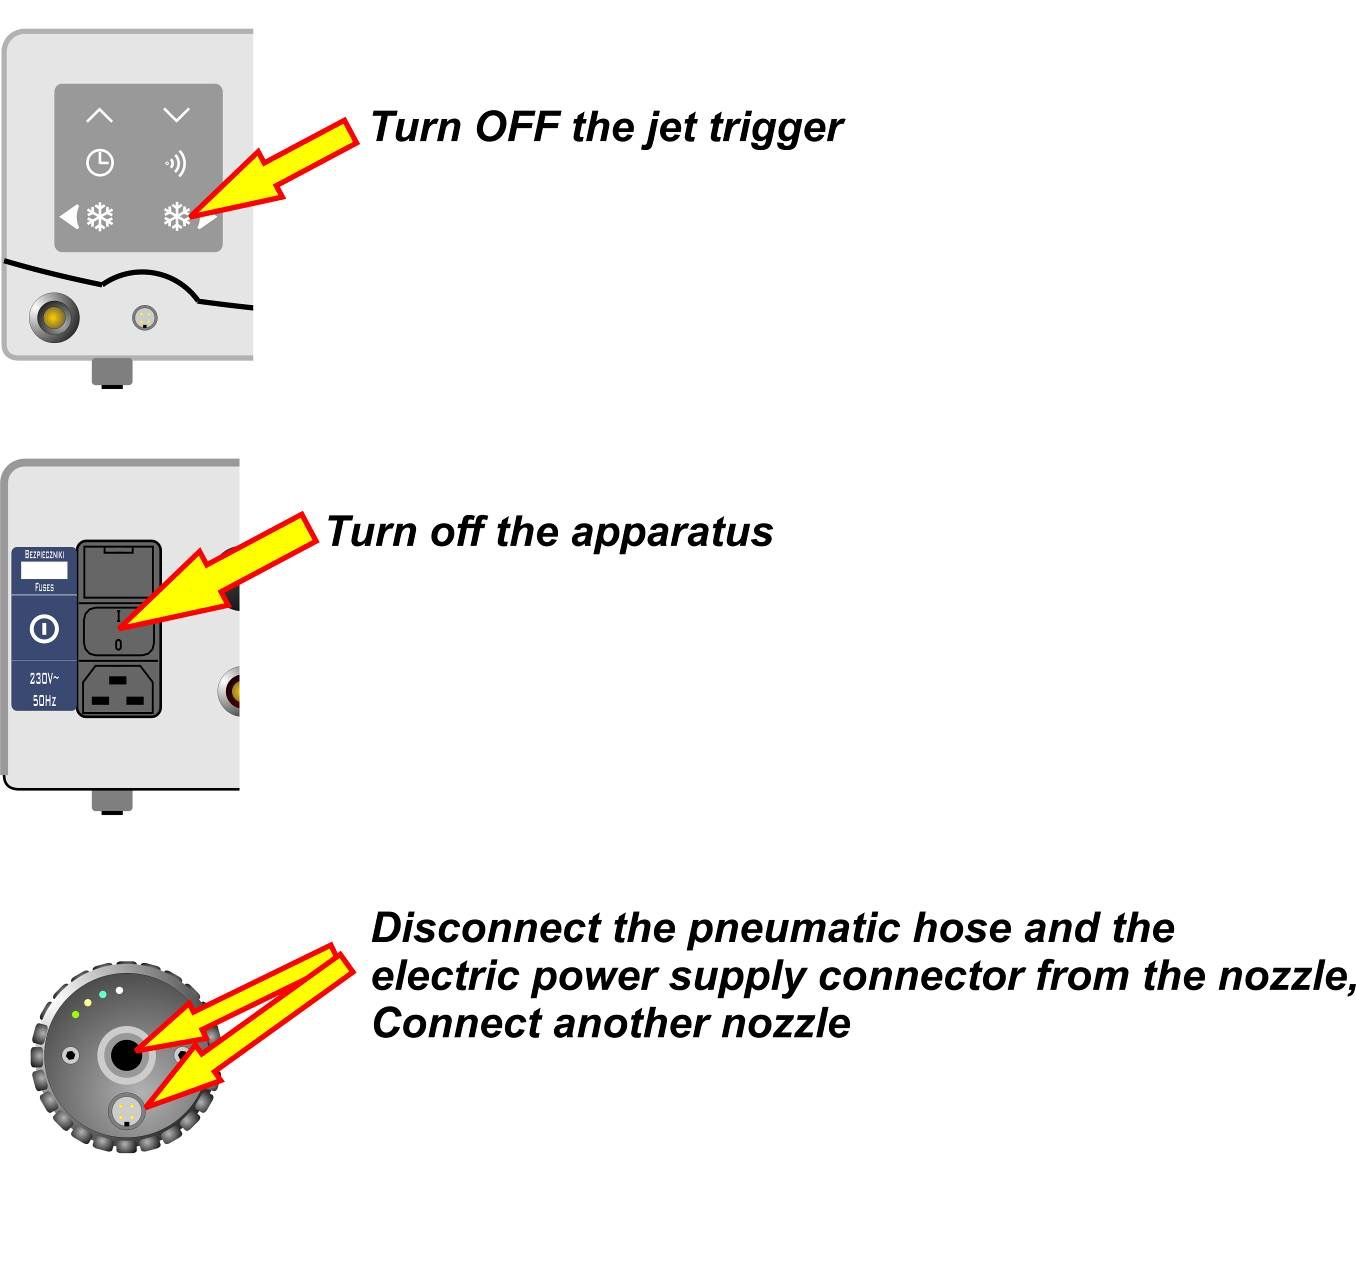 Turn OFF the jet trigger
Turn off the apparatus
BEZPIECZNIKI
FUSES
I
O
230V~
50Hz
Disconnect the pneumatic hose and the
electric power supply connector from the nozzle,
Connect another nozzle